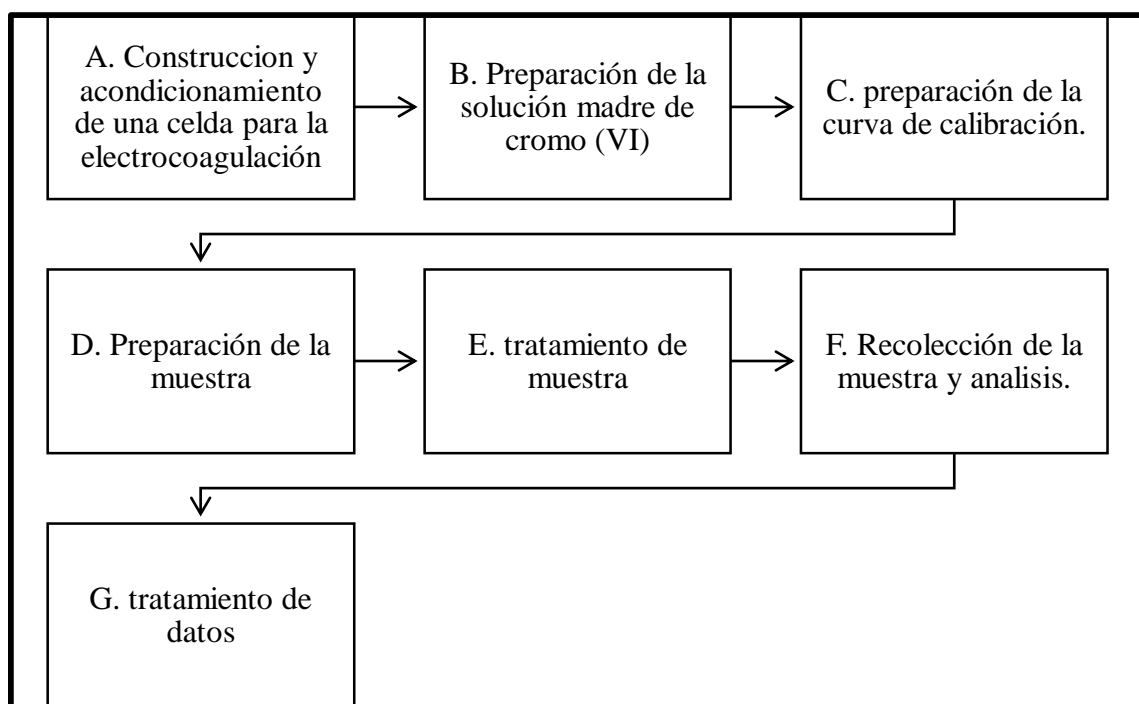 A. Construccion y
acondicionamiento
de una celda para la
electrocoagulación
B. Preparación de la
solución madre de
cromo (VI)
C. preparación de la
curva de calibración.
D. Preparación de la
muestra
E. tratamiento de
muestra
F. Recolección de la
muestra y analisis.
G. tratamiento de
datos